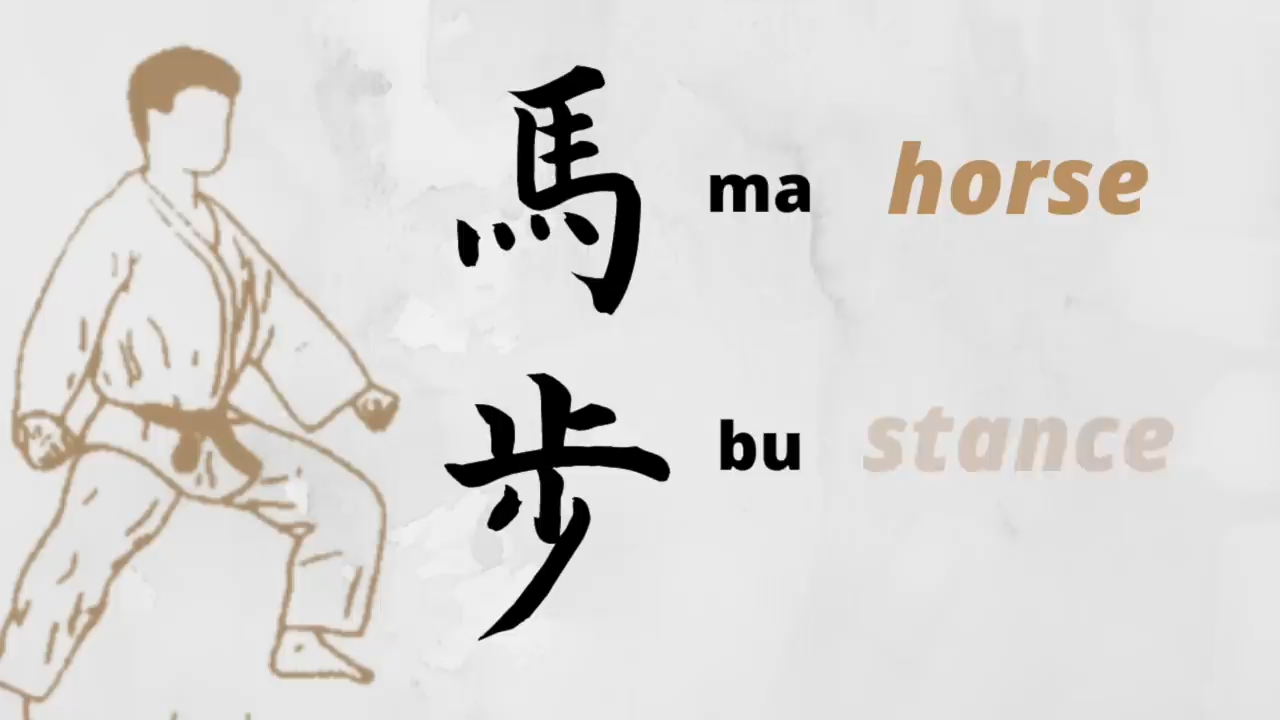 馬 ma horse
步 bu stance